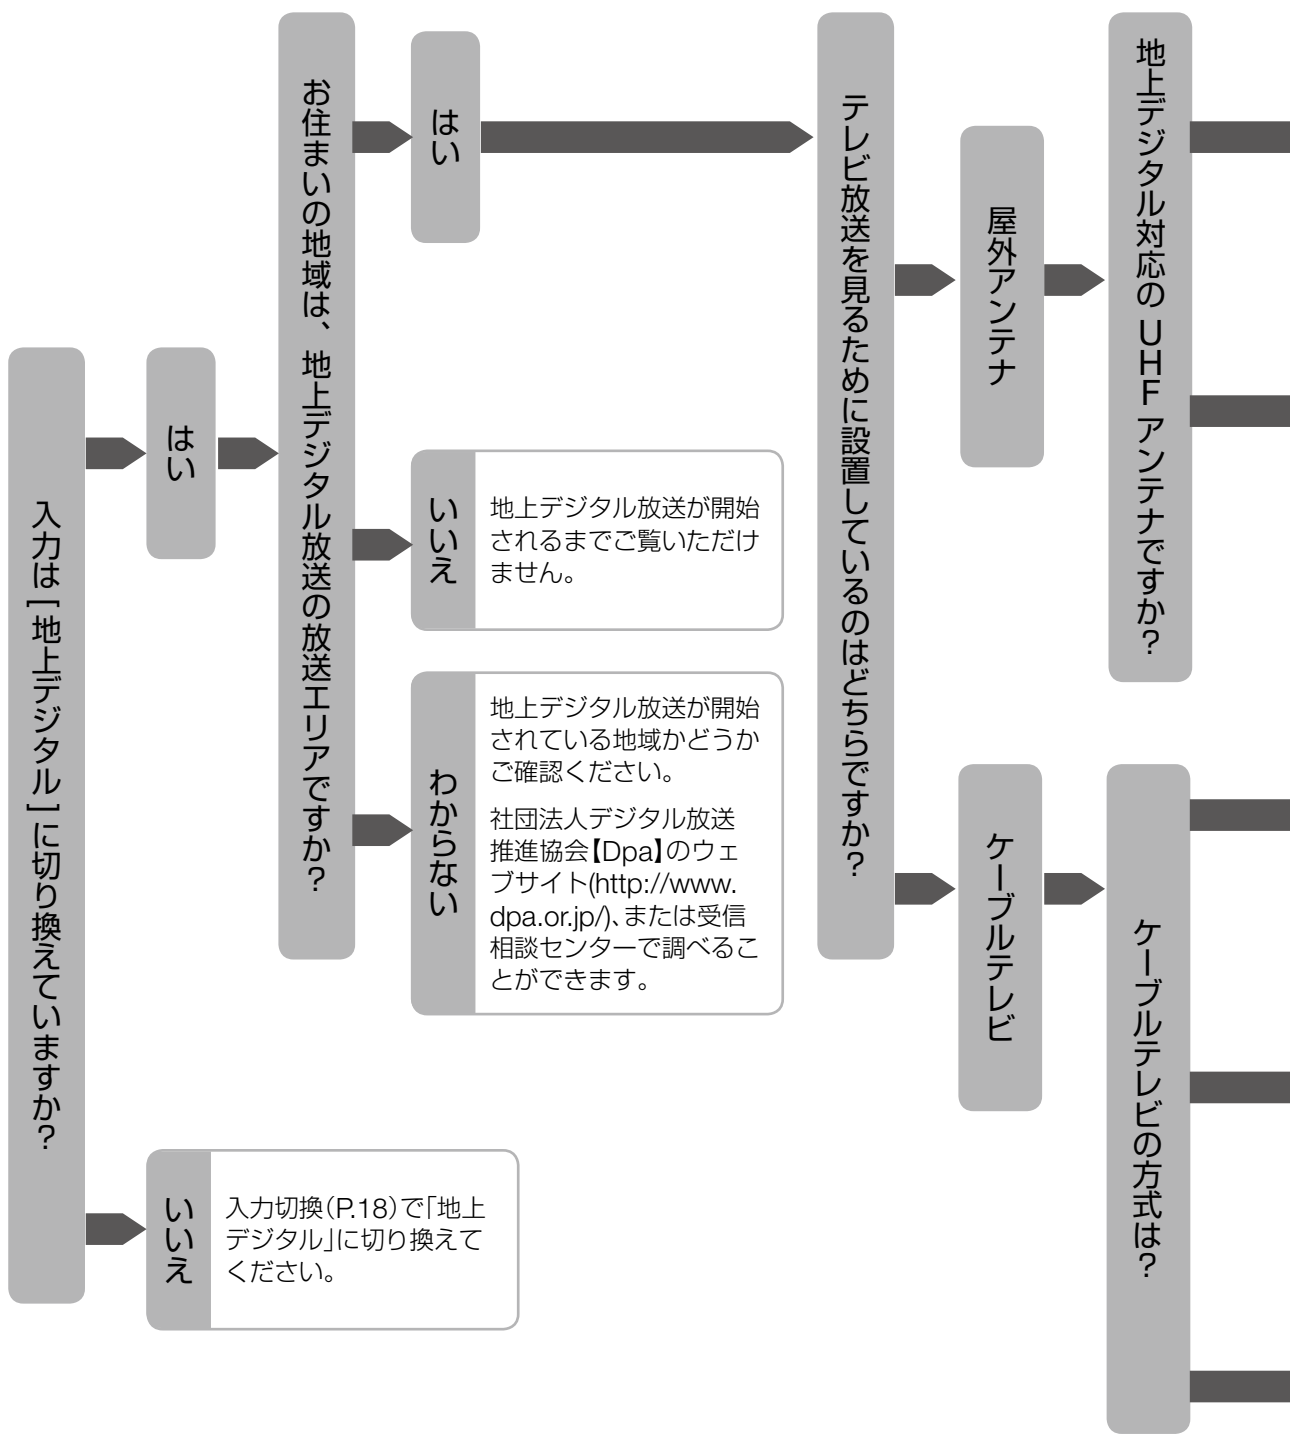 入力は[地上デジタル]に切り換えていますか?
はい
お住まいの地域は、地上デジタル放送の放送エリアですか?
はい
いいえ
地上デジタル放送が開始
されるまでご覧いただけ
ません。
わからない
地上デジタル放送が開始
されている地域かどうか
ご確認ください。
社団法人デジタル放送
推進協会【Dpa】のウェ
ブサイト(http://www.
dpa.or.jp/)、または受信
相談センターで調べるこ
とができます。
いいえ
入力切換(P.18)で「地上
デジタル」に切り換えて
ください。
テレビ放送を見るために設置しているのはどちらですか?
屋外アンテナ
地上デジタル対応のUHFアンテナですか?
ケーブルテレビ
ケーブルテレビの方式は?